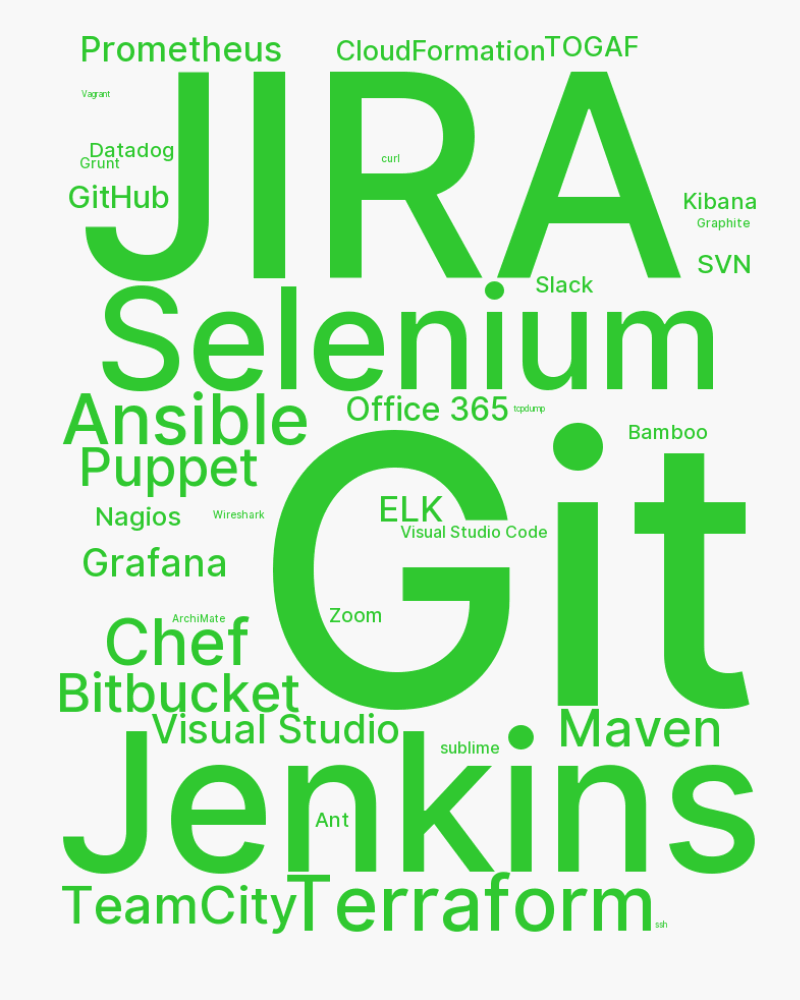 Prometheus
CloudFormation
TOGAF
JIRA
Vagrant
Datadog
curl
Grunt
GitHub
Kibana
Graphite
SVN
Slack
Selenium
Ansible
Office 365
tcpdump
Bamboo
Puppet
Git
ELK
Nagios
Wireshark
Visual Studio Code
Grafana
Zoom
ArchiMate
Chef
Bitbucket
Visual Studio
Maven
sublime
Jenkins
Ant
TeamCity
Terraform
ssh